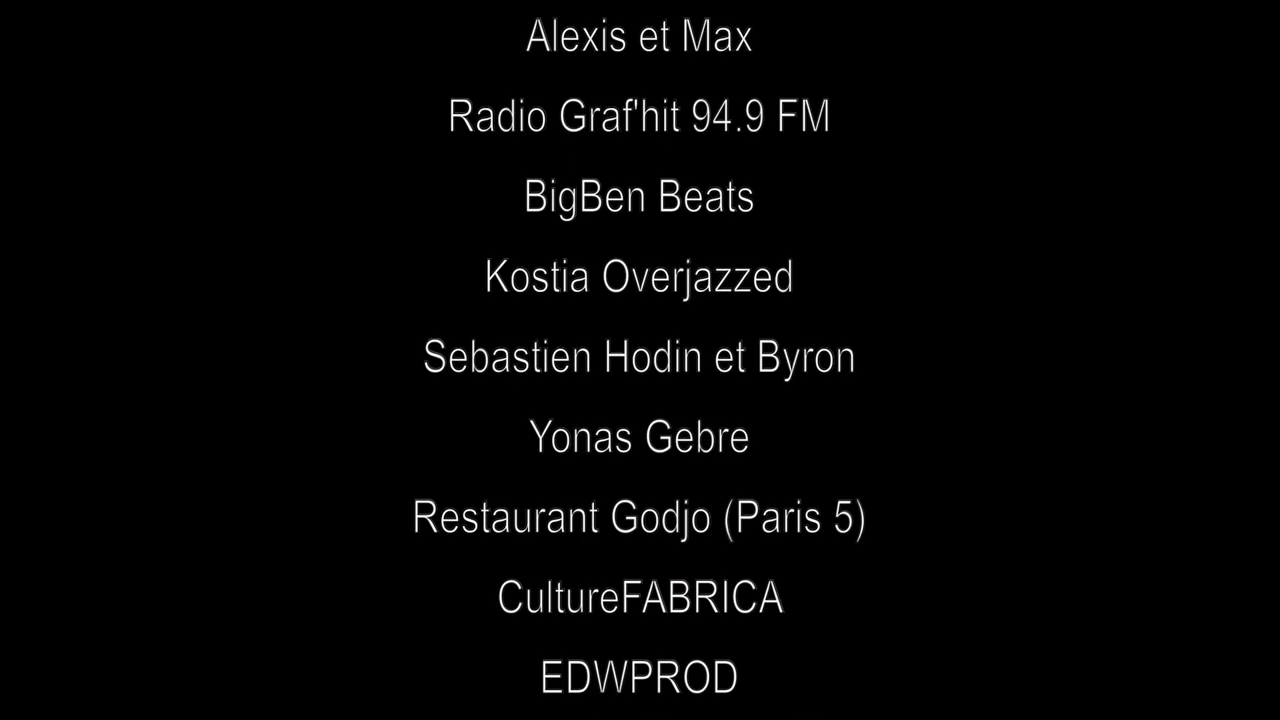 Alexis et Max
Radio Graf'hit 94.9 FM
BigBen Beats
Kostia Overjazzed
Sebastien Hodin et Byron
Yonas Gebre
Restaurant Godjo (Paris 5)
CultureFABRICA
EDWPROD